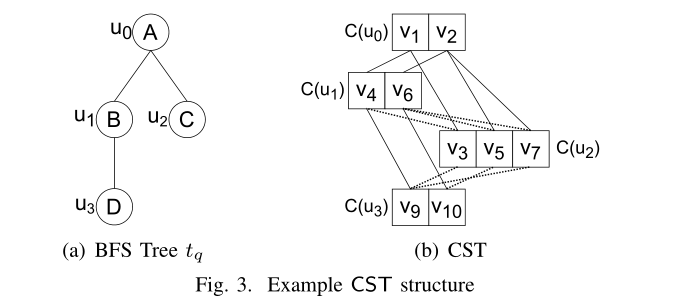 u0 A
u1 B
u2 C
u3 D
C(u0) v1 v2
C(u1) v4 v6
v3 v5 v7 C(u2)
C(u3) v9 v10
(a) BFS Tree tq
(b) CST
Fig. 3. Example CST structure